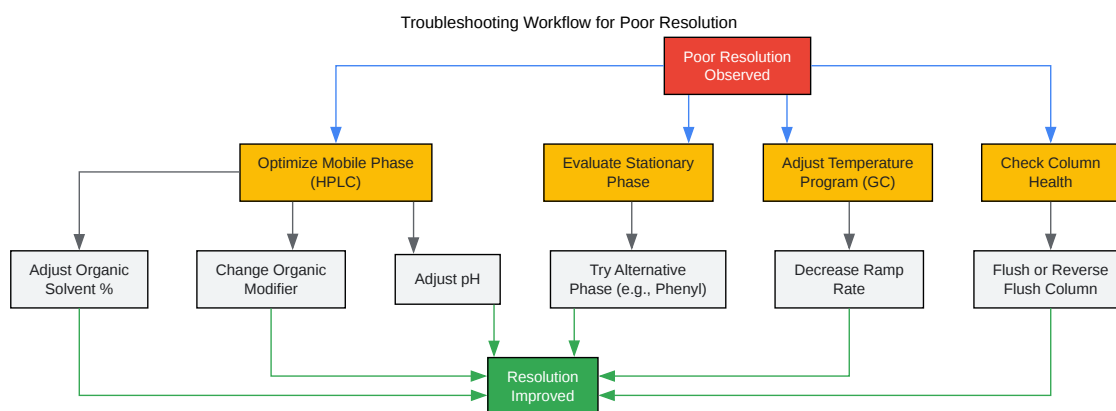 Troubleshooting Workflow for Poor Resolution
Poor Resolution
Observed
Optimize Mobile Phase
(HPLC)
Evaluate Stationary
Phase
Adjust Temperature
Program (GC)
Check Column
Health
Adjust Organic
Solvent %
Change Organic
Modifier
Adjust pH
Try Alternative
Phase (e.g., Phenyl)
Decrease Ramp
Rate
Flush or Reverse
Flush Column
Resolution
Improved